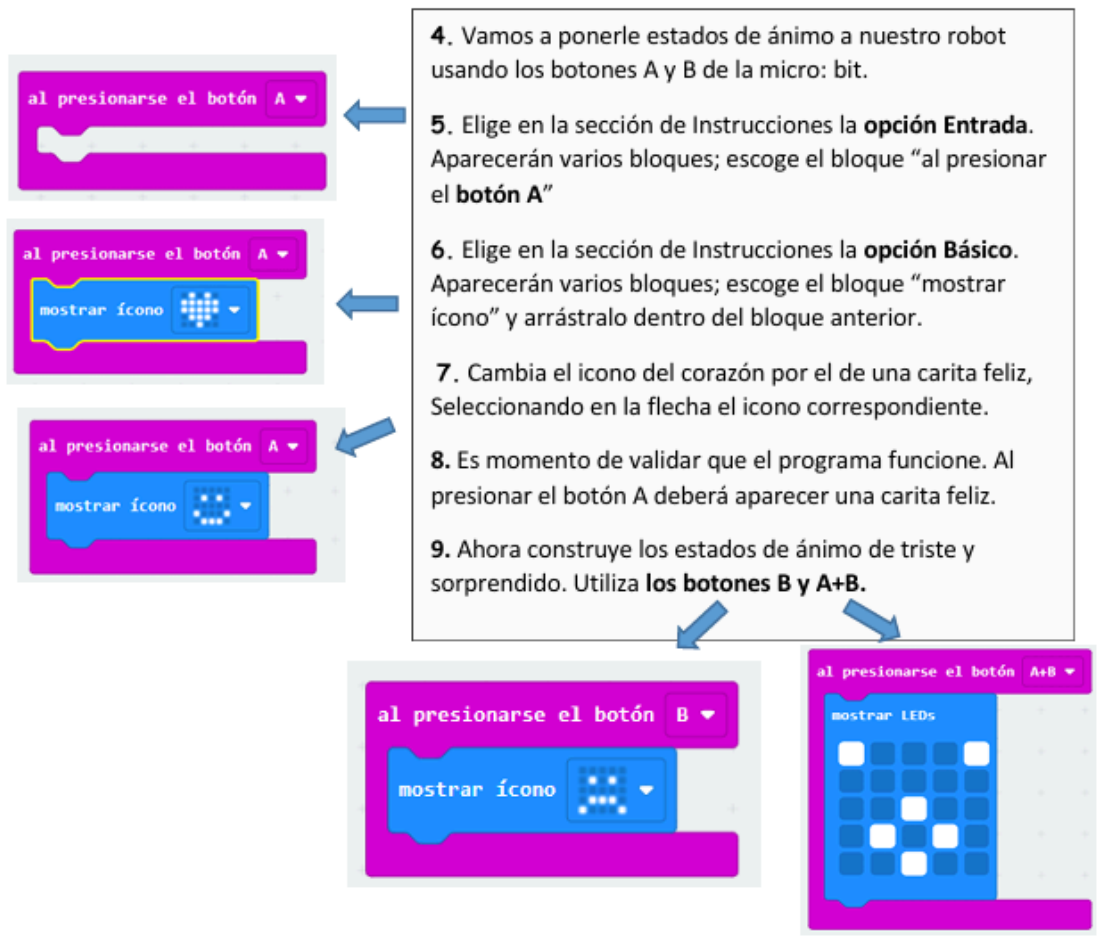 4. Vamos a ponerle estados de ánimo a nuestro robot
usando los botones A y B de la micro: bit.
al presionarse el botón A
5. Elige en la sección de Instrucciones la opción Entrada.
Aparecerán varios bloques; escoge el bloque “al presionar
el botón A”
al presionarse el botón A
mostrar ícono
6. Elige en la sección de Instrucciones la opción Básico.
Aparecerán varios bloques; escoge el bloque “mostrar
ícono” y arrástralo dentro del bloque anterior.
7. Cambia el icono del corazón por el de una carita feliz,
Seleccionando en la flecha el icono correspondiente.
al presionarse el botón A
mostrar ícono
8. Es momento de validar que el programa funcione. Al
presionar el botón A deberá aparecer una carita feliz.
9. Ahora construye los estados de ánimo de triste y
sorprendido. Utiliza los botones B y A+B.
al presionarse el botón B
mostrar ícono
al presionarse el botón A+B
mostrar LEDs